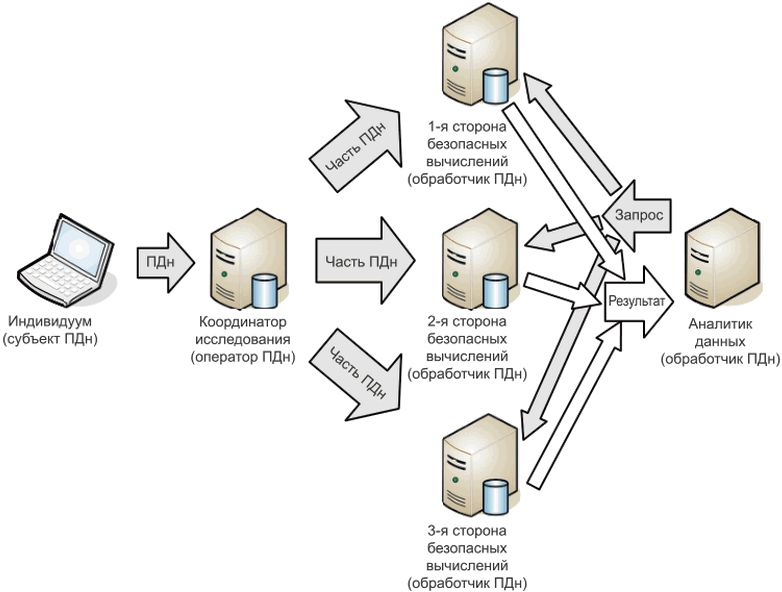 Часть ПДн
1-я сторона
безопасных
вычислений
(обработчик ПДн)
Запрос
ПДн
Часть ПДн
Результат
Индивидуум
(субъект ПДн)
Координатор
исследования
(оператор ПДн)
2-я сторона
безопасных
вычислений
(обработчик ПДн)
Аналитик
данных
(обработчик ПДн)
Часть ПДн
3-я сторона
безопасных
вычислений
(обработчик ПДн)